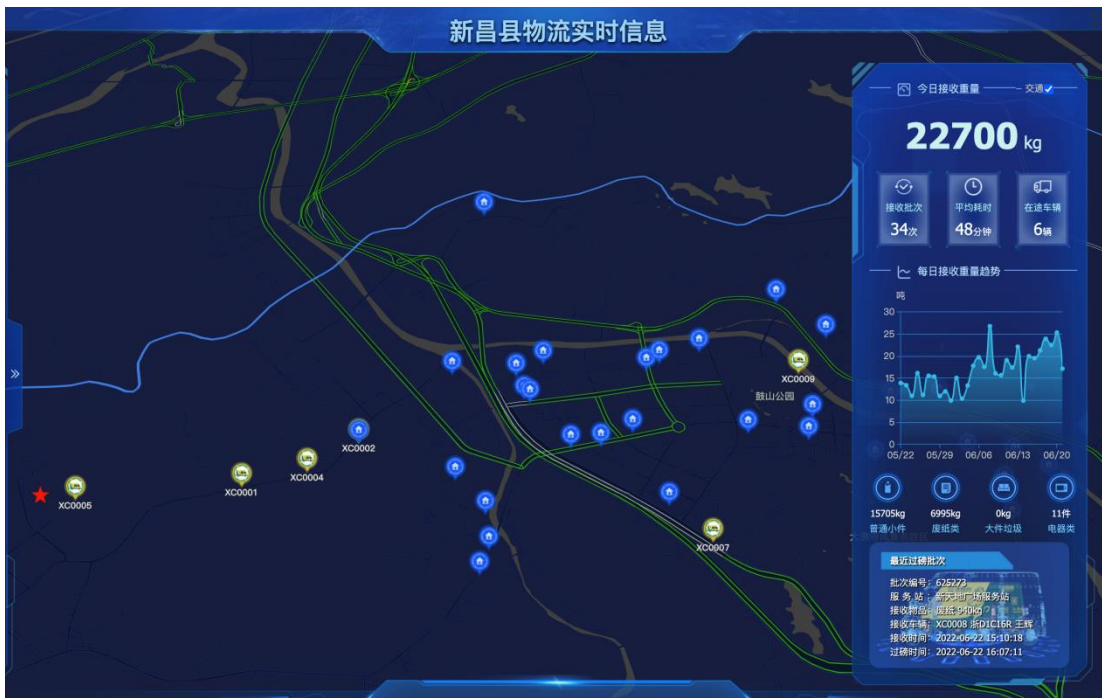 新昌县物流实时信息
今日接收重量
交通
22700 kg
接收批次
平均耗时
在途车辆
34次
48分钟
6辆
每日接收重量趋势
吨
30
25
20
15
10
5
0
05/22
05/29
06/06
06/13
06/20
15705kg
6995kg
0kg
11件
普通小件
废纸类
大件垃圾
电器类
最近过磅批次
批次编号：625273
服 务 站：新天地广场服务站
接收物品：废纸 940kg
接收车辆：XC0008 浙D1C16R 王辉
接收时间：2022-06-22 15:10:18
过磅时间：2022-06-22 16:07:11
XC0009
鼓山公园
XC0002
XC0004
XC0001
XC0005
XC0007